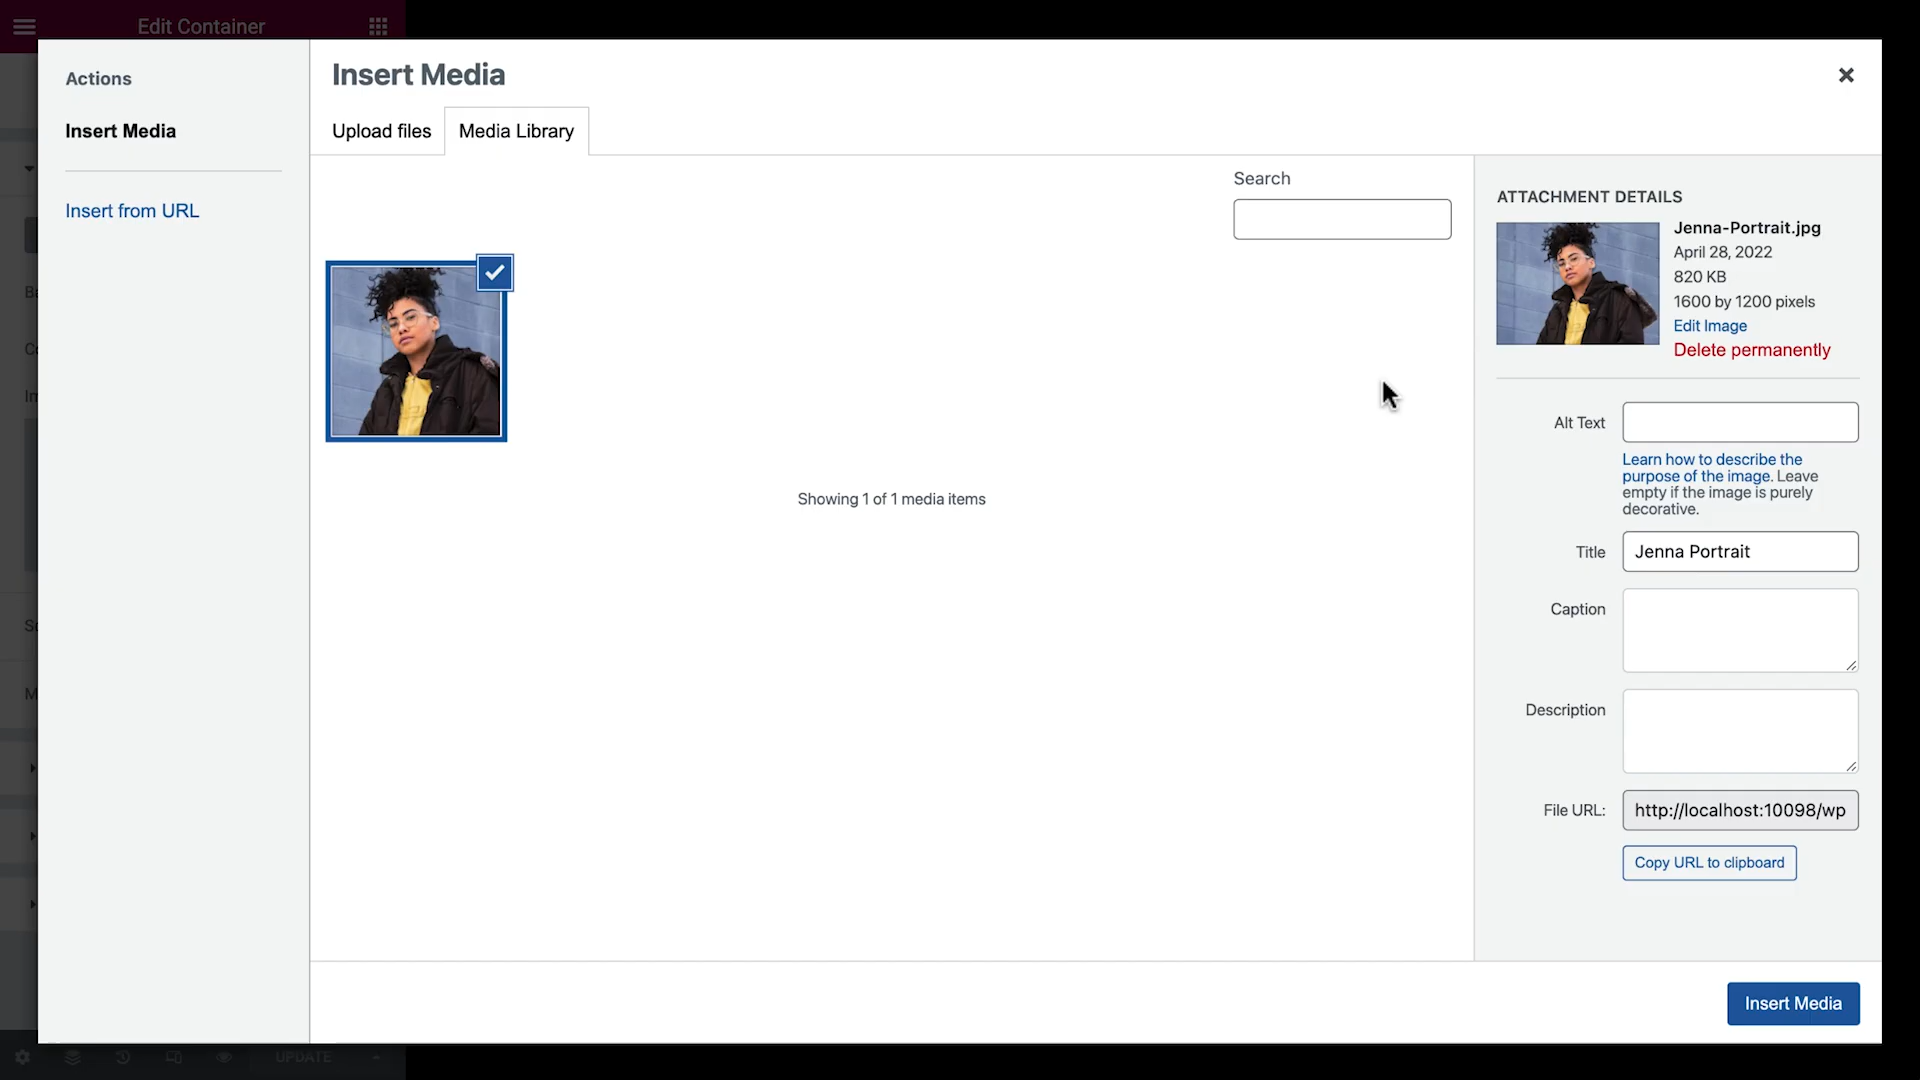 Edit Container
Actions
Insert Media
Insert from URL
Insert Media
Upload files
Media Library
Search
Showing 1 of 1 media items
ATTACHMENT DETAILS
Jenna-Portrait.jpg
April 28, 2022
820 KB
1600 by 1200 pixels
Edit Image
Delete permanently
Alt Text
Learn how to describe the
purpose of the image. Leave
empty if the image is purely
decorative.
Title
Jenna Portrait
Caption
Description
File URL:
http://localhost:10098/wp
Copy URL to clipboard
Insert Media
UPDATE